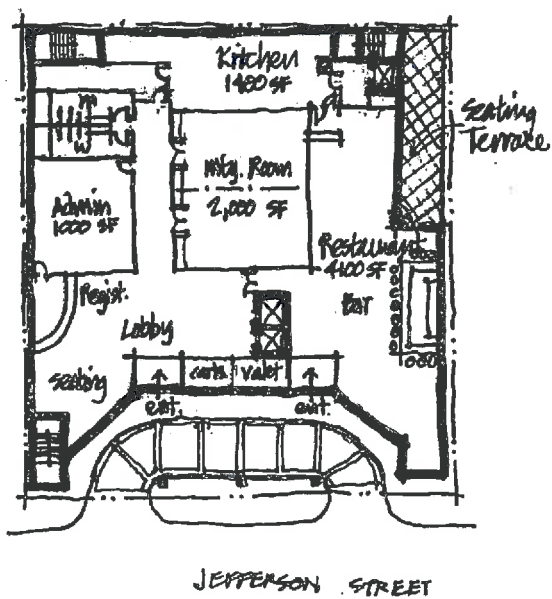 Kitchen
1400 SF
Seating
Terrace
M
W
Mtg. Room
2,000 SF
Admin
1000 SF
Restaurant
4100 SF
Regist.
Bar
Lobby
Seating
carts
valet
ent.
ent.
JEFFERSON STREET